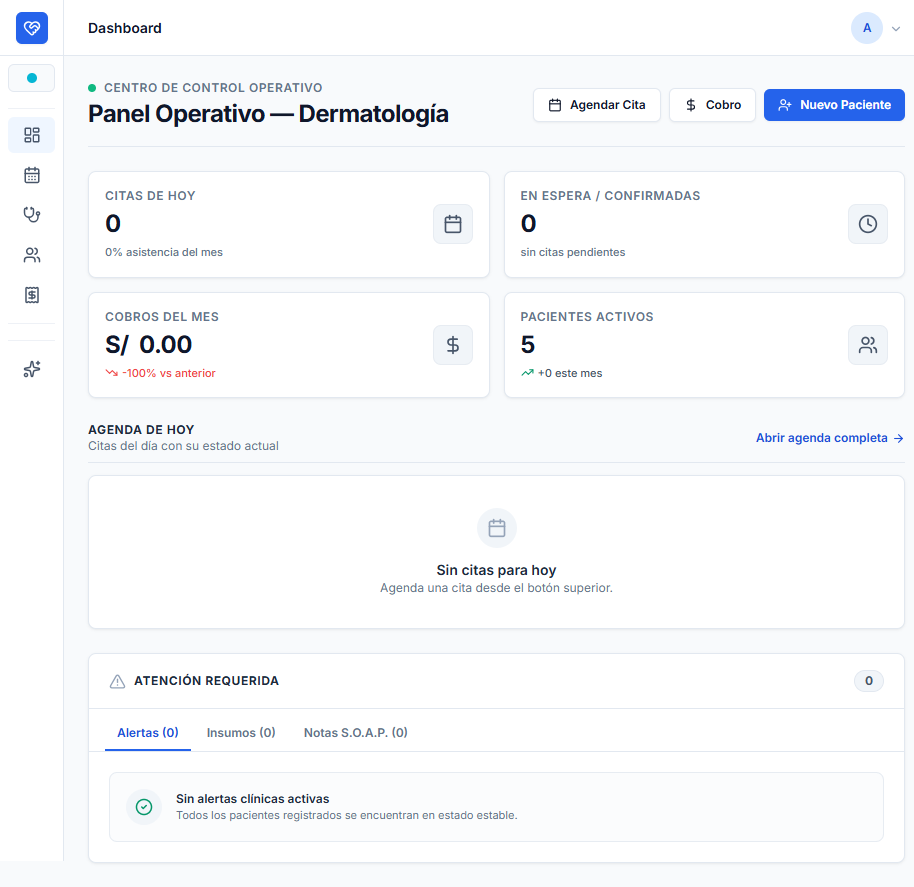 Dashboard
A
CENTRO DE CONTROL OPERATIVO
Panel Operativo — Dermatología
Agendar Cita
Cobro
Nuevo Paciente
CITAS DE HOY
0
0% asistencia del mes
EN ESPERA / CONFIRMADAS
0
sin citas pendientes
COBROS DEL MES
S/ 0.00
-100% vs anterior
PACIENTES ACTIVOS
5
+0 este mes
AGENDA DE HOY
Citas del día con su estado actual
Abrir agenda completa →
Sin citas para hoy
Agenda una cita desde el botón superior.
ATENCIÓN REQUERIDA
0
Alertas (0)
Insumos (0)
Notas S.O.A.P. (0)
Sin alertas clínicas activas
Todos los pacientes registrados se encuentran en estado estable.